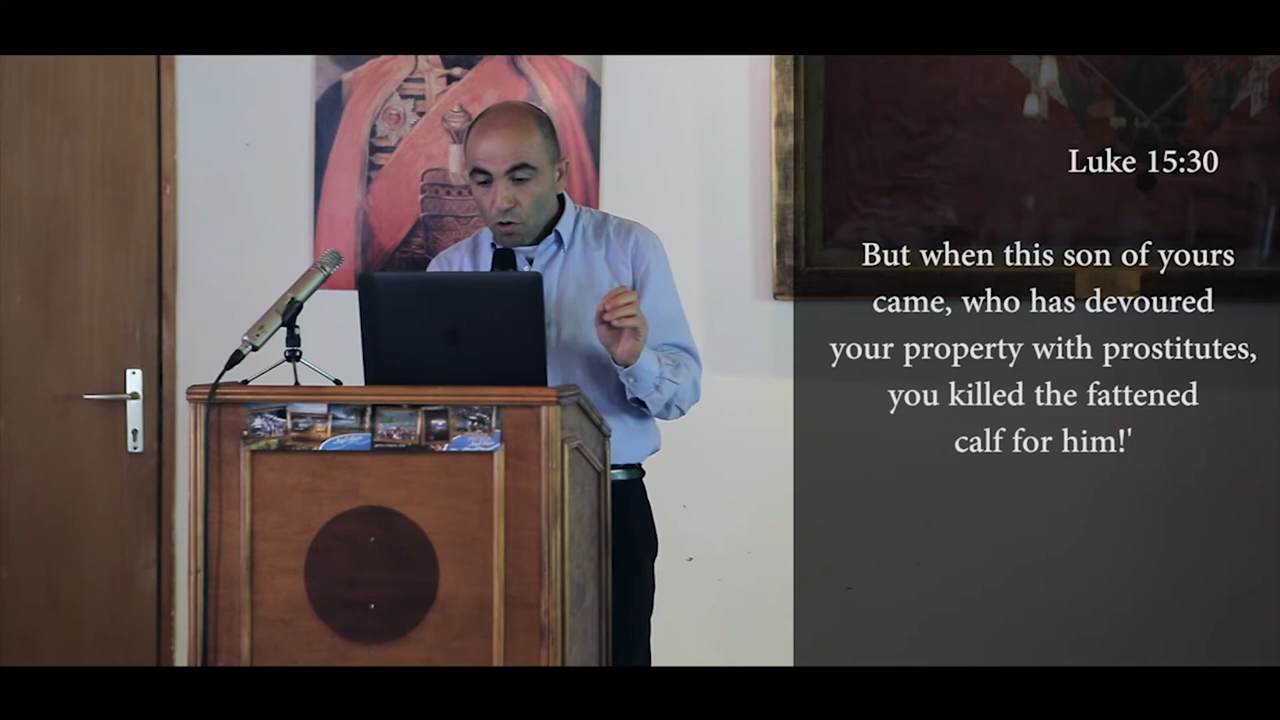 Luke 15:30
But when this son of yours
came, who has devoured
your property with prostitutes,
you killed the fattened
calf for him!'